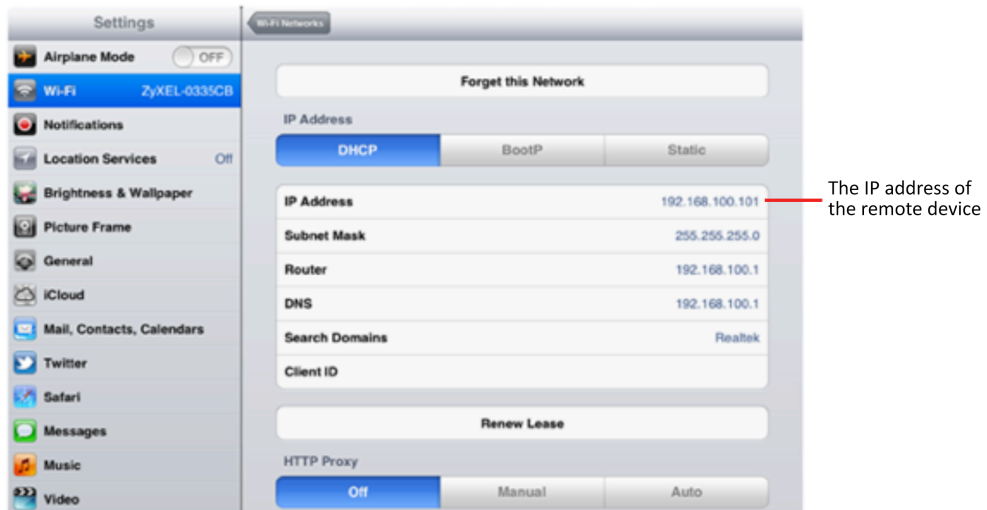 Settings
Airplane Mode OFF
Wi-Fi ZyXEL-0335CB
Notifications
Location Services Off
Brightness & Wallpaper
Picture Frame
General
iCloud
Mail, Contacts, Calendars
Twitter
Safari
Messages
Music
Video
Wi-Fi Networks
Forget this Network
IP Address
DHCP BootP Static
IP Address 192.168.100.101
Subnet Mask 255.255.255.0
Router 192.168.100.1
DNS 192.168.100.1
Search Domains Realtek
Client ID
Renew Lease
HTTP Proxy
Off Manual Auto
The IP address of
the remote device